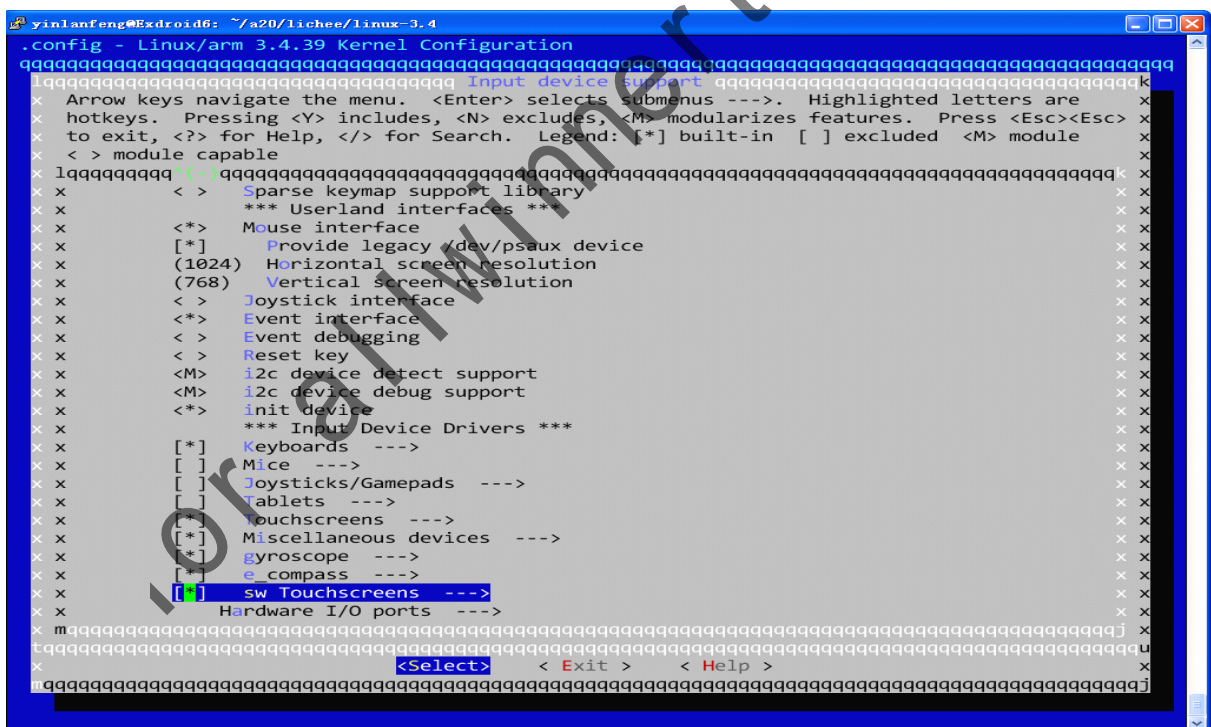 yinlanfeng@Exdroid6: ~/a20/lichee/linux-3.4
.config - Linux/arm 3.4.39 Kernel Configuration
Input device support
Arrow keys navigate the menu. <Enter> selects submenus --->. Highlighted letters are
hotkeys. Pressing <Y> includes, <N> excludes, <M> modularizes features. Press <Esc><Esc>
to exit, <?> for Help, </> for Search. Legend: [*] built-in [ ] excluded <M> module
< > module capable
^(-)
< > Sparse keymap support library
*** Userland interfaces ***
<*> Mouse interface
[*] Provide legacy /dev/psaux device
(1024) Horizontal screen resolution
(768) Vertical screen resolution
< > Joystick interface
<*> Event interface
< > Event debugging
< > Reset key
<M> i2c device detect support
<M> i2c device debug support
<*> init device
*** Input Device Drivers ***
[*] Keyboards --->
[ ] Mice --->
[ ] Joysticks/Gamepads --->
[ ] Tablets --->
[*] Touchscreens --->
[*] Miscellaneous devices --->
[*] gyroscope --->
[*] e_compass --->
[*] sw Touchscreens --->
Hardware I/O ports --->
<Select> < Exit > < Help >
allwinner